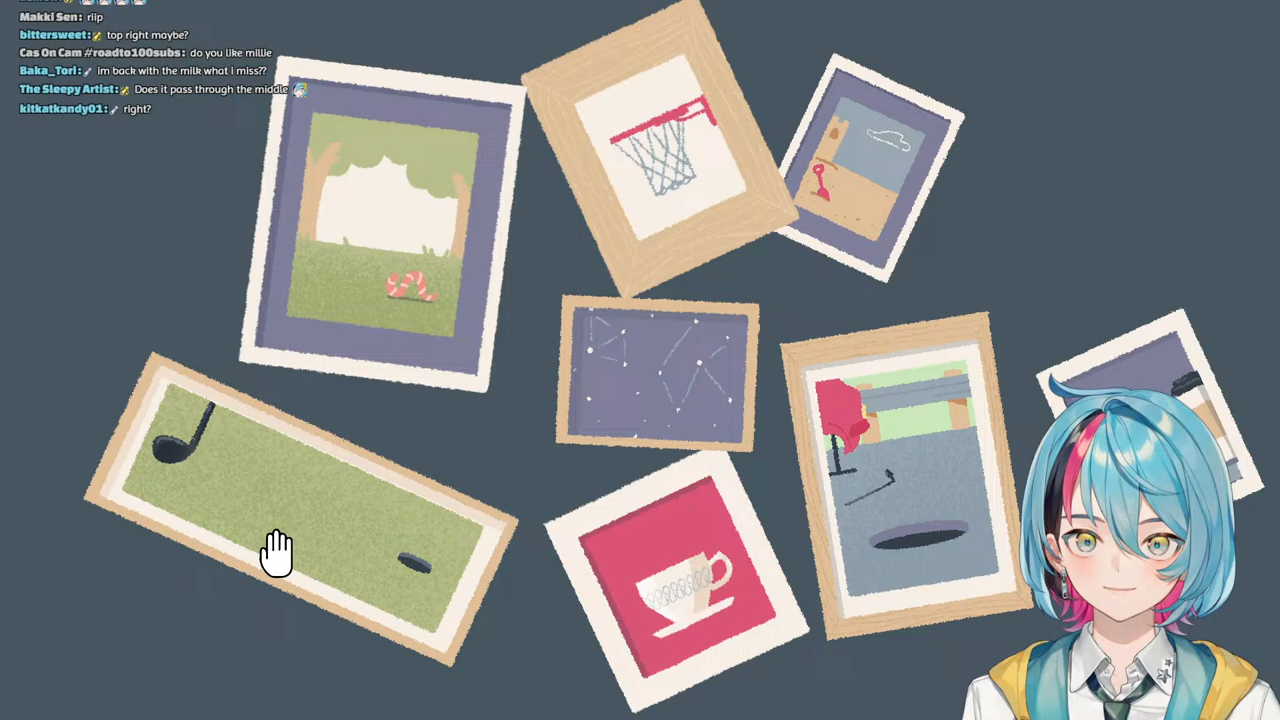 Makki Sen: riip
bittersweet: top right maybe?
Cas On Cam #roadto100subs: do you like millie
Baka_Tori: im back with the milk what i miss??
The Sleepy Artist: Does it pass through the middle
kitkatkandy01: right?